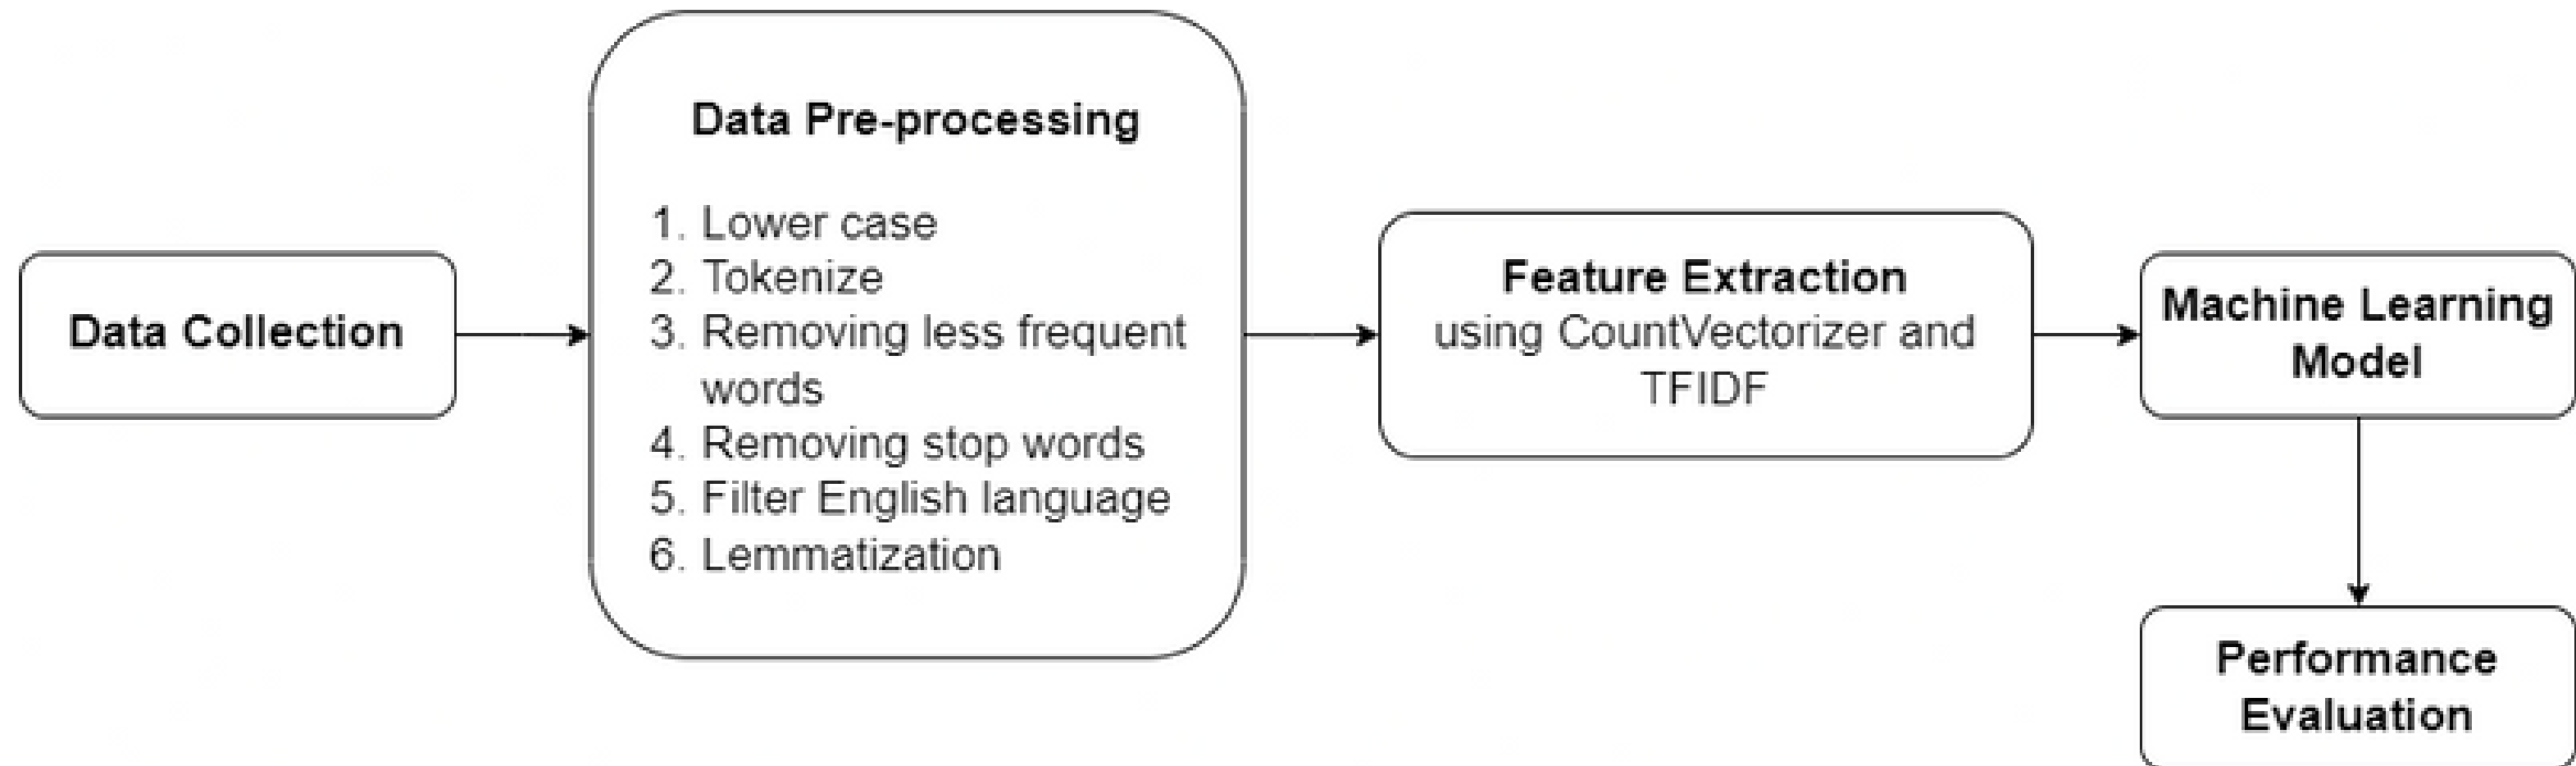 Data Collection
Data Pre-processing
1. Lower case
2. Tokenize
3. Removing less frequent
words
4. Removing stop words
5. Filter English language
6. Lemmatization
Feature Extraction
using CountVectorizer and
TFIDF
Machine Learning
Model
Performance
Evaluation